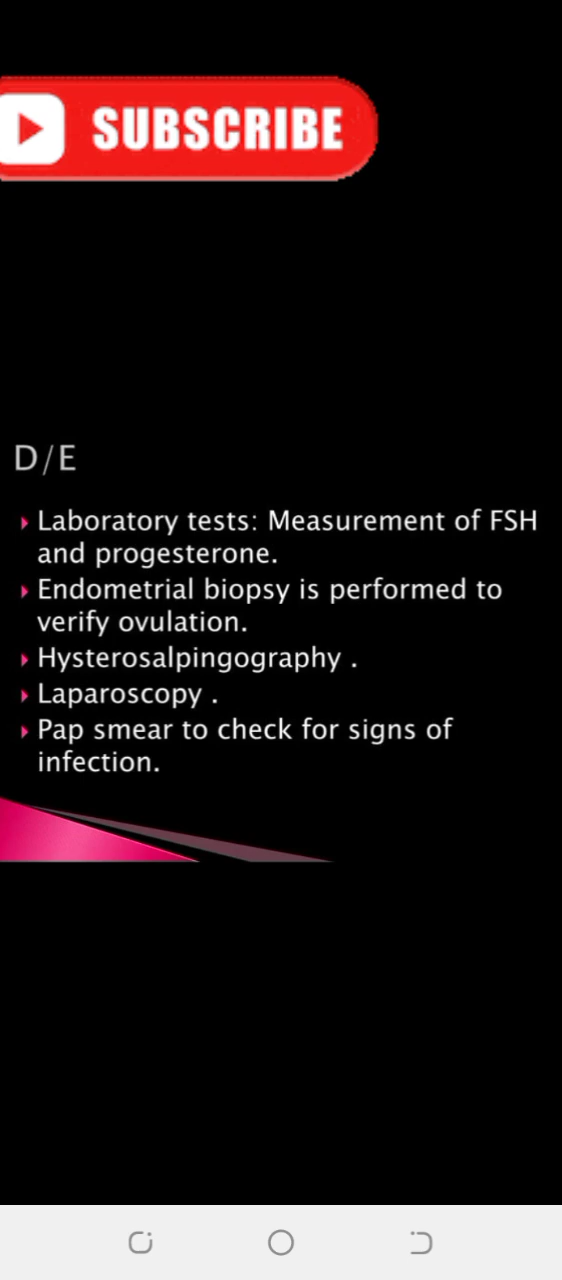 SUBSCRIBE
D/E
Laboratory tests: Measurement of FSH
and progesterone.
Endometrial biopsy is performed to
verify ovulation.
Hysterosalpingography .
Laparoscopy .
Pap smear to check for signs of
infection.